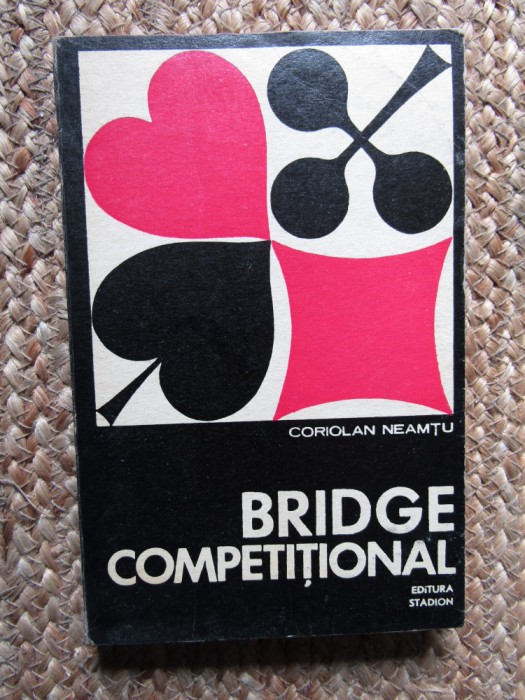 CORIOLAN NEAMȚU
BRIDGE
COMPETIȚIONAL
EDITURA
STADION